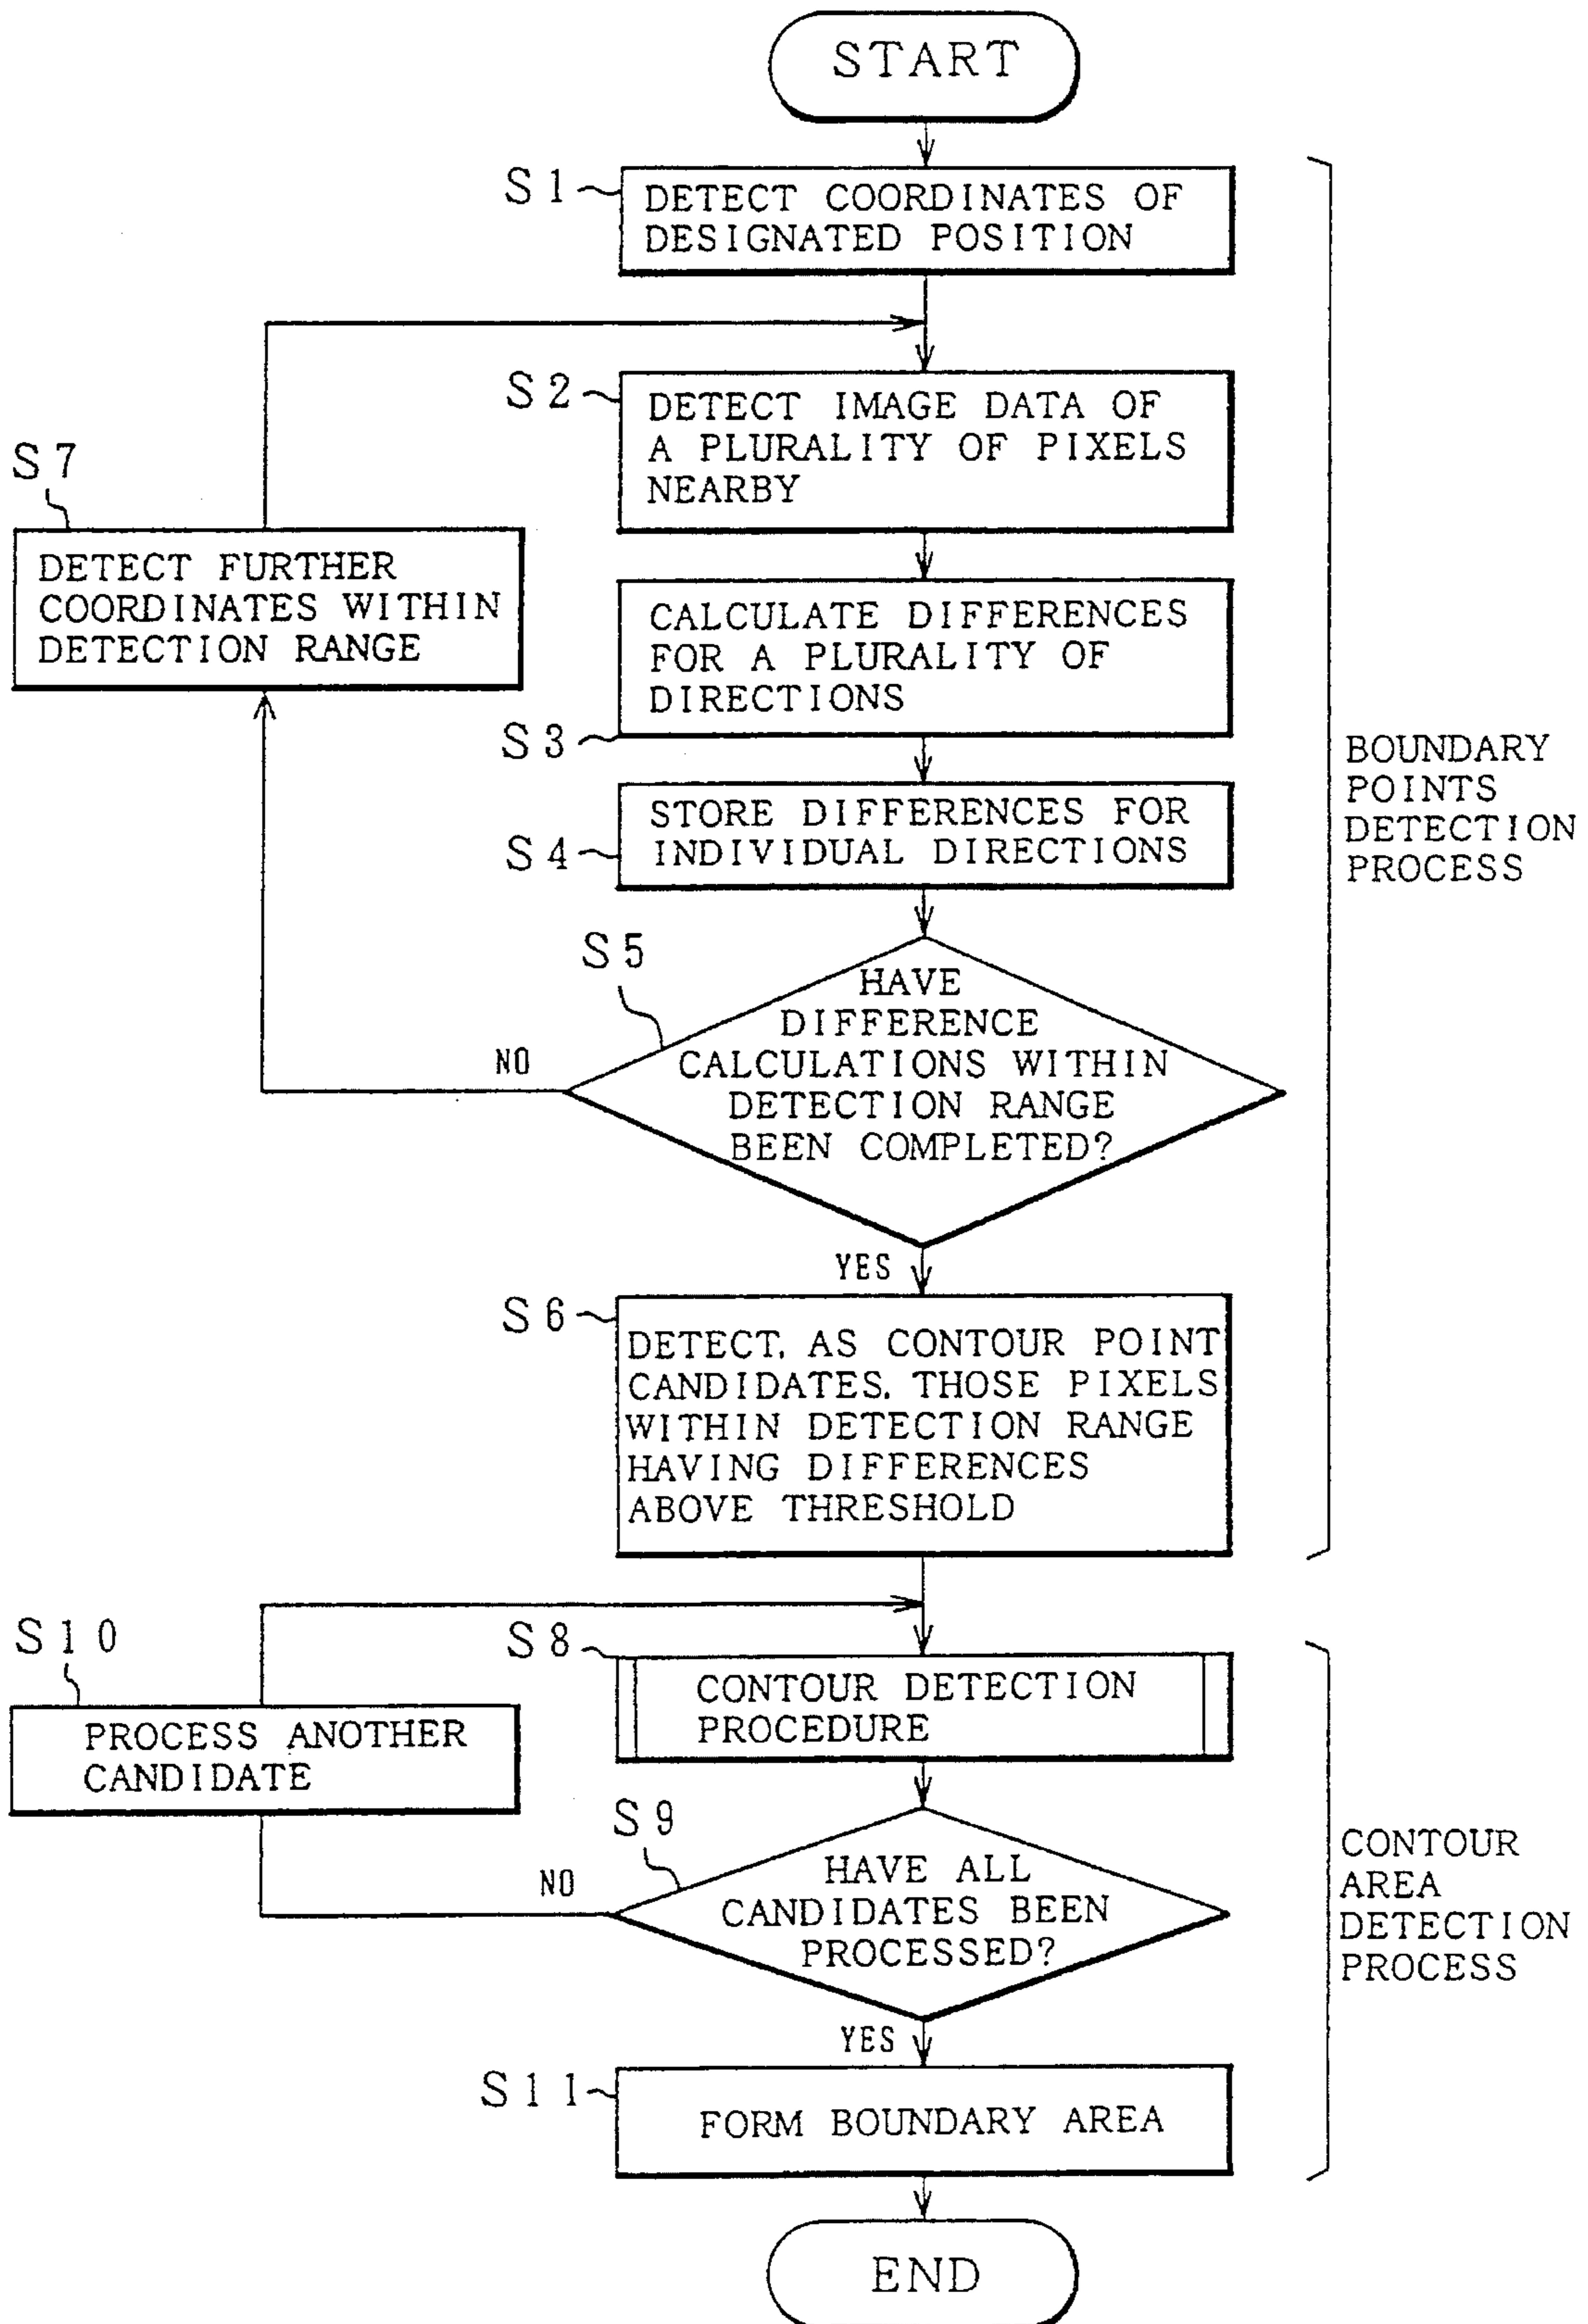 START
S1
DETECT COORDINATES OF
DESIGNATED POSITION
S2
DETECT IMAGE DATA OF
A PLURALITY OF PIXELS
NEARBY
S7
DETECT FURTHER
COORDINATES WITHIN
DETECTION RANGE
CALCULATE DIFFERENCES
FOR A PLURALITY OF
DIRECTIONS
S3
STORE DIFFERENCES FOR
INDIVIDUAL DIRECTIONS
S4
BOUNDARY
POINTS
DETECTION
PROCESS
S5
HAVE
DIFFERENCE
CALCULATIONS WITHIN
DETECTION RANGE
BEEN COMPLETED?
NO
YES
S6
DETECT. AS CONTOUR POINT
CANDIDATES. THOSE PIXELS
WITHIN DETECTION RANGE
HAVING DIFFERENCES
ABOVE THRESHOLD
S10
PROCESS ANOTHER
CANDIDATE
S8
CONTOUR DETECTION
PROCEDURE
S9
HAVE ALL
CANDIDATES BEEN
PROCESSED?
NO
YES
CONTOUR
AREA
DETECTION
PROCESS
S11
FORM BOUNDARY AREA
END